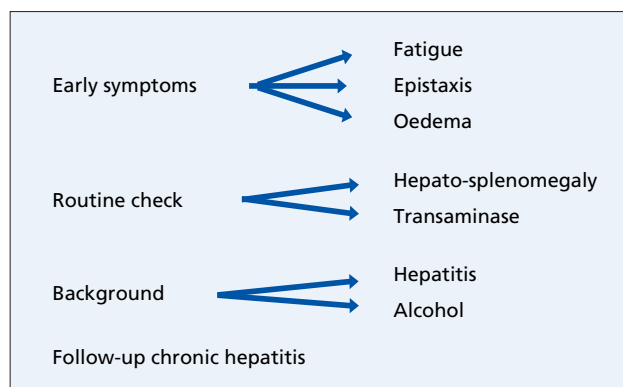 Early symptoms
Fatigue
Epistaxis
Oedema
Routine check
Hepato-splenomegaly
Transaminase
Background
Hepatitis
Alcohol
Follow-up chronic hepatitis